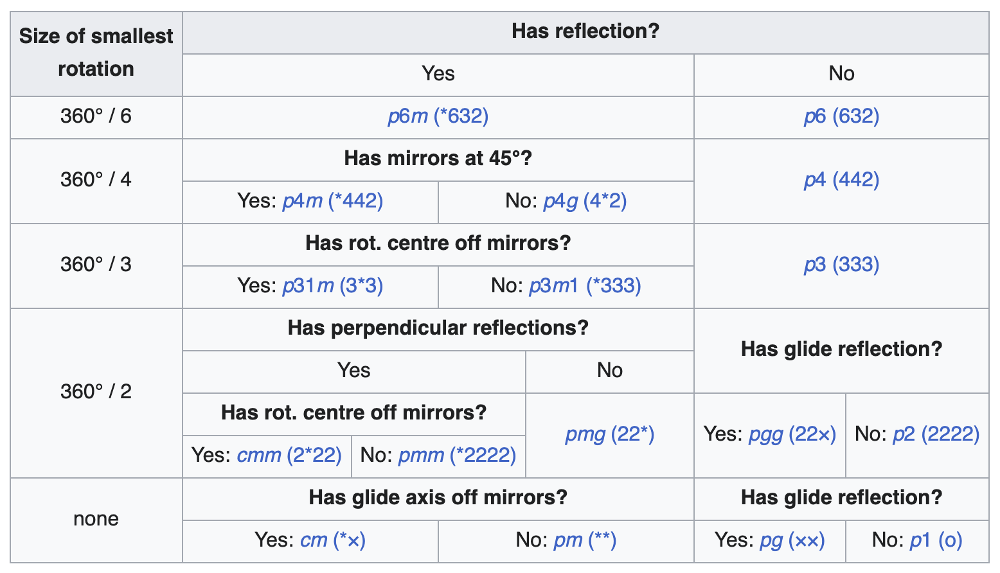 Size of smallest
rotation
Has reflection?
Yes
No
360° / 6
p6m (*632)
p6 (632)
360° / 4
Has mirrors at 45°?
Yes: p4m (*442)
No: p4g (4*2)
p4 (442)
360° / 3
Has rot. centre off mirrors?
Yes: p31m (3*3)
No: p3m1 (*333)
p3 (333)
360° / 2
Has perpendicular reflections?
Yes
No
Has rot. centre off mirrors?
Yes: cmm (2*22)
No: pmm (*2222)
pmg (22*)
Has glide reflection?
Yes: pgg (22×)
No: p2 (2222)
none
Has glide axis off mirrors?
Yes: cm (*×)
No: pm (**)
Has glide reflection?
Yes: pg (××)
No: p1 (o)